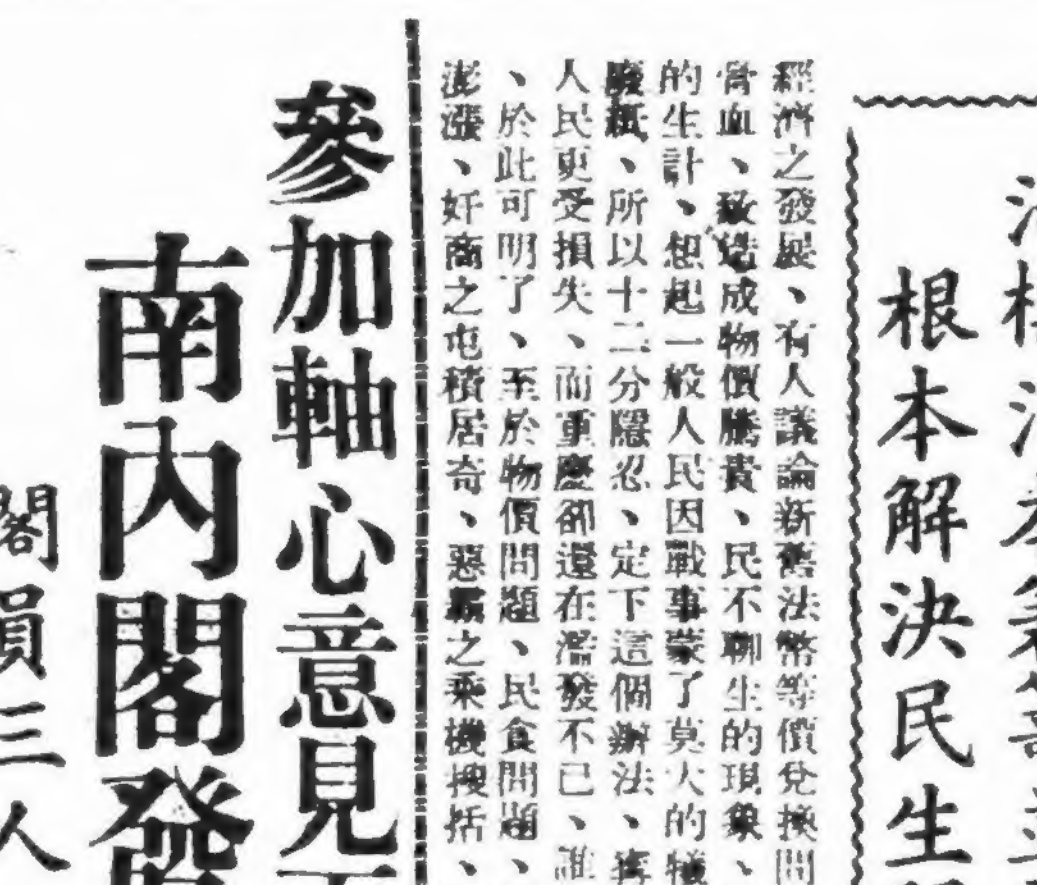 根本解決民生
經濟之發展、有人議論新舊法幣等價兌換問
骨血、致造成物價騰貴、民不聊生的現象、
的生計、想起一般人民因戰事蒙了莫大的犧
所以十二分隱忍、定下這個辦法、
人民更受損失、而重慶卻還在濫發不已、誰
、於此可明了、至於物價問題、民食問題、
澎漲、奸商之屯積居奇、惡霸之乘機搜括、
參加軸心意見
南內閣發
閣員三人